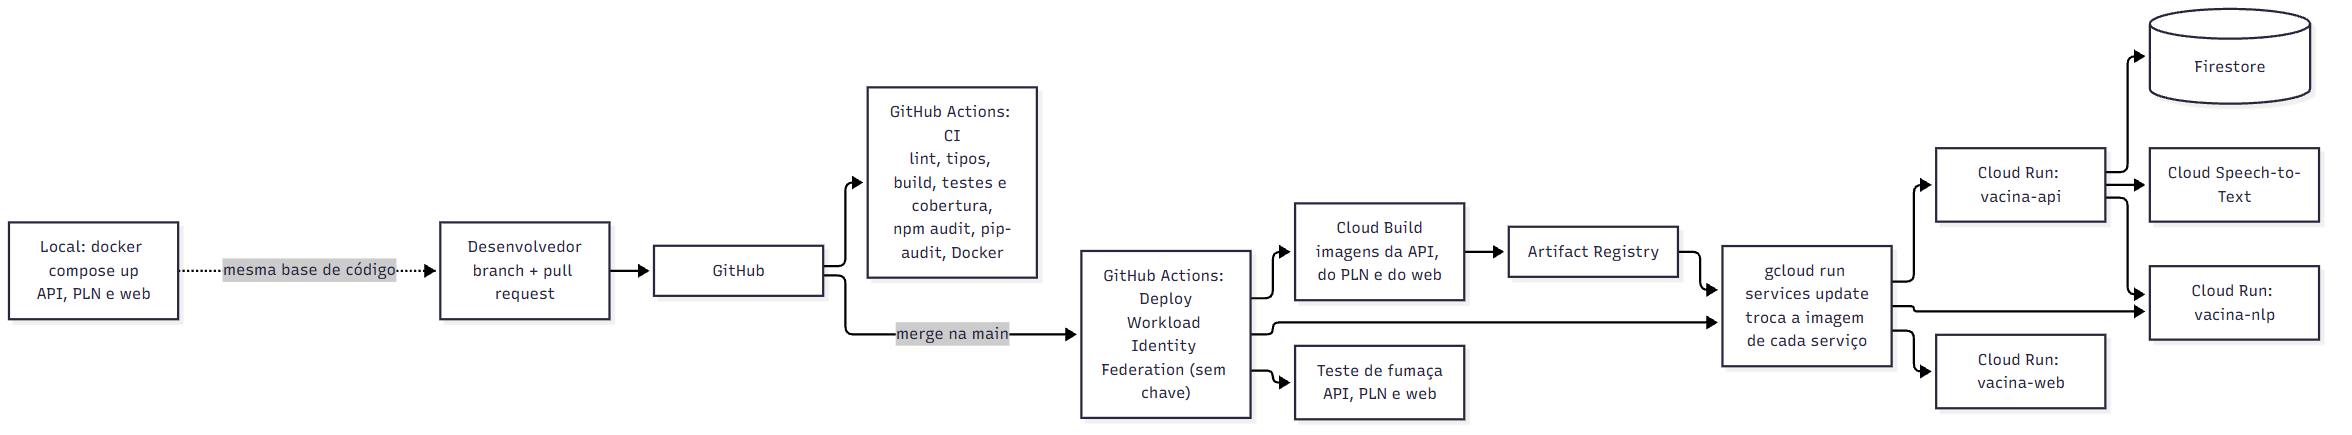 Local: docker
compose up
API, PLN e web
mesma base de código
Desenvolvedor
branch + pull
request
GitHub
GitHub Actions:
CI
lint, tipos,
build, testes e
cobertura,
npm audit, pip-
audit, Docker
merge na main
GitHub Actions:
Deploy
Workload
Identity
Federation (sem
chave)
Cloud Build
imagens da API,
do PLN e do web
Teste de fumaça
API, PLN e web
Artifact Registry
gcloud run
services update
troca a imagem
de cada serviço
Cloud Run:
vacina-api
Cloud Run:
vacina-web
Firestore
Cloud Speech-to-
Text
Cloud Run:
vacina-nlp